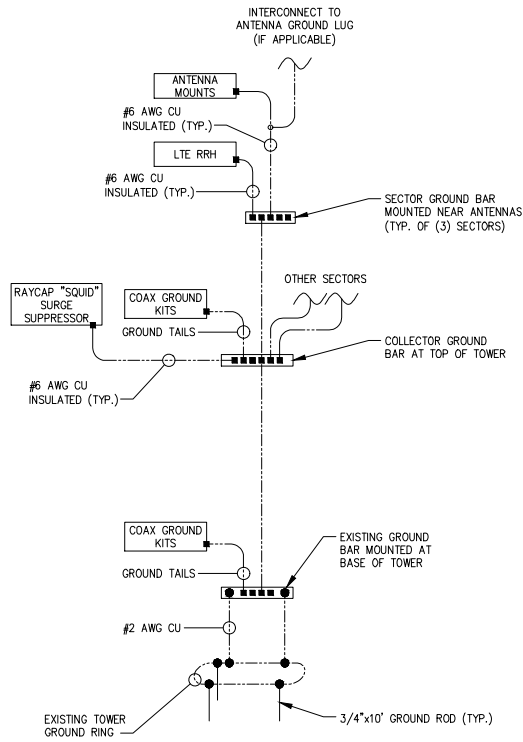 INTERCONNECT TO
ANTENNA GROUND LUG
(IF APPLICABLE)
ANTENNA
MOUNTS
#6 AWG CU
INSULATED (TYP.)
LTE RRH
#6 AWG CU
INSULATED (TYP.)
SECTOR GROUND BAR
MOUNTED NEAR ANTENNAS
(TYP. OF (3) SECTORS)
OTHER SECTORS
RAYCAP "SQUID"
SURGE
SUPPRESSOR
COAX GROUND
KITS
GROUND TAILS
COLLECTOR GROUND
BAR AT TOP OF TOWER
#6 AWG CU
INSULATED (TYP.)
COAX GROUND
KITS
GROUND TAILS
EXISTING GROUND
BAR MOUNTED AT
BASE OF TOWER
#2 AWG CU
EXISTING TOWER
GROUND RING
3/4"x10' GROUND ROD (TYP.)